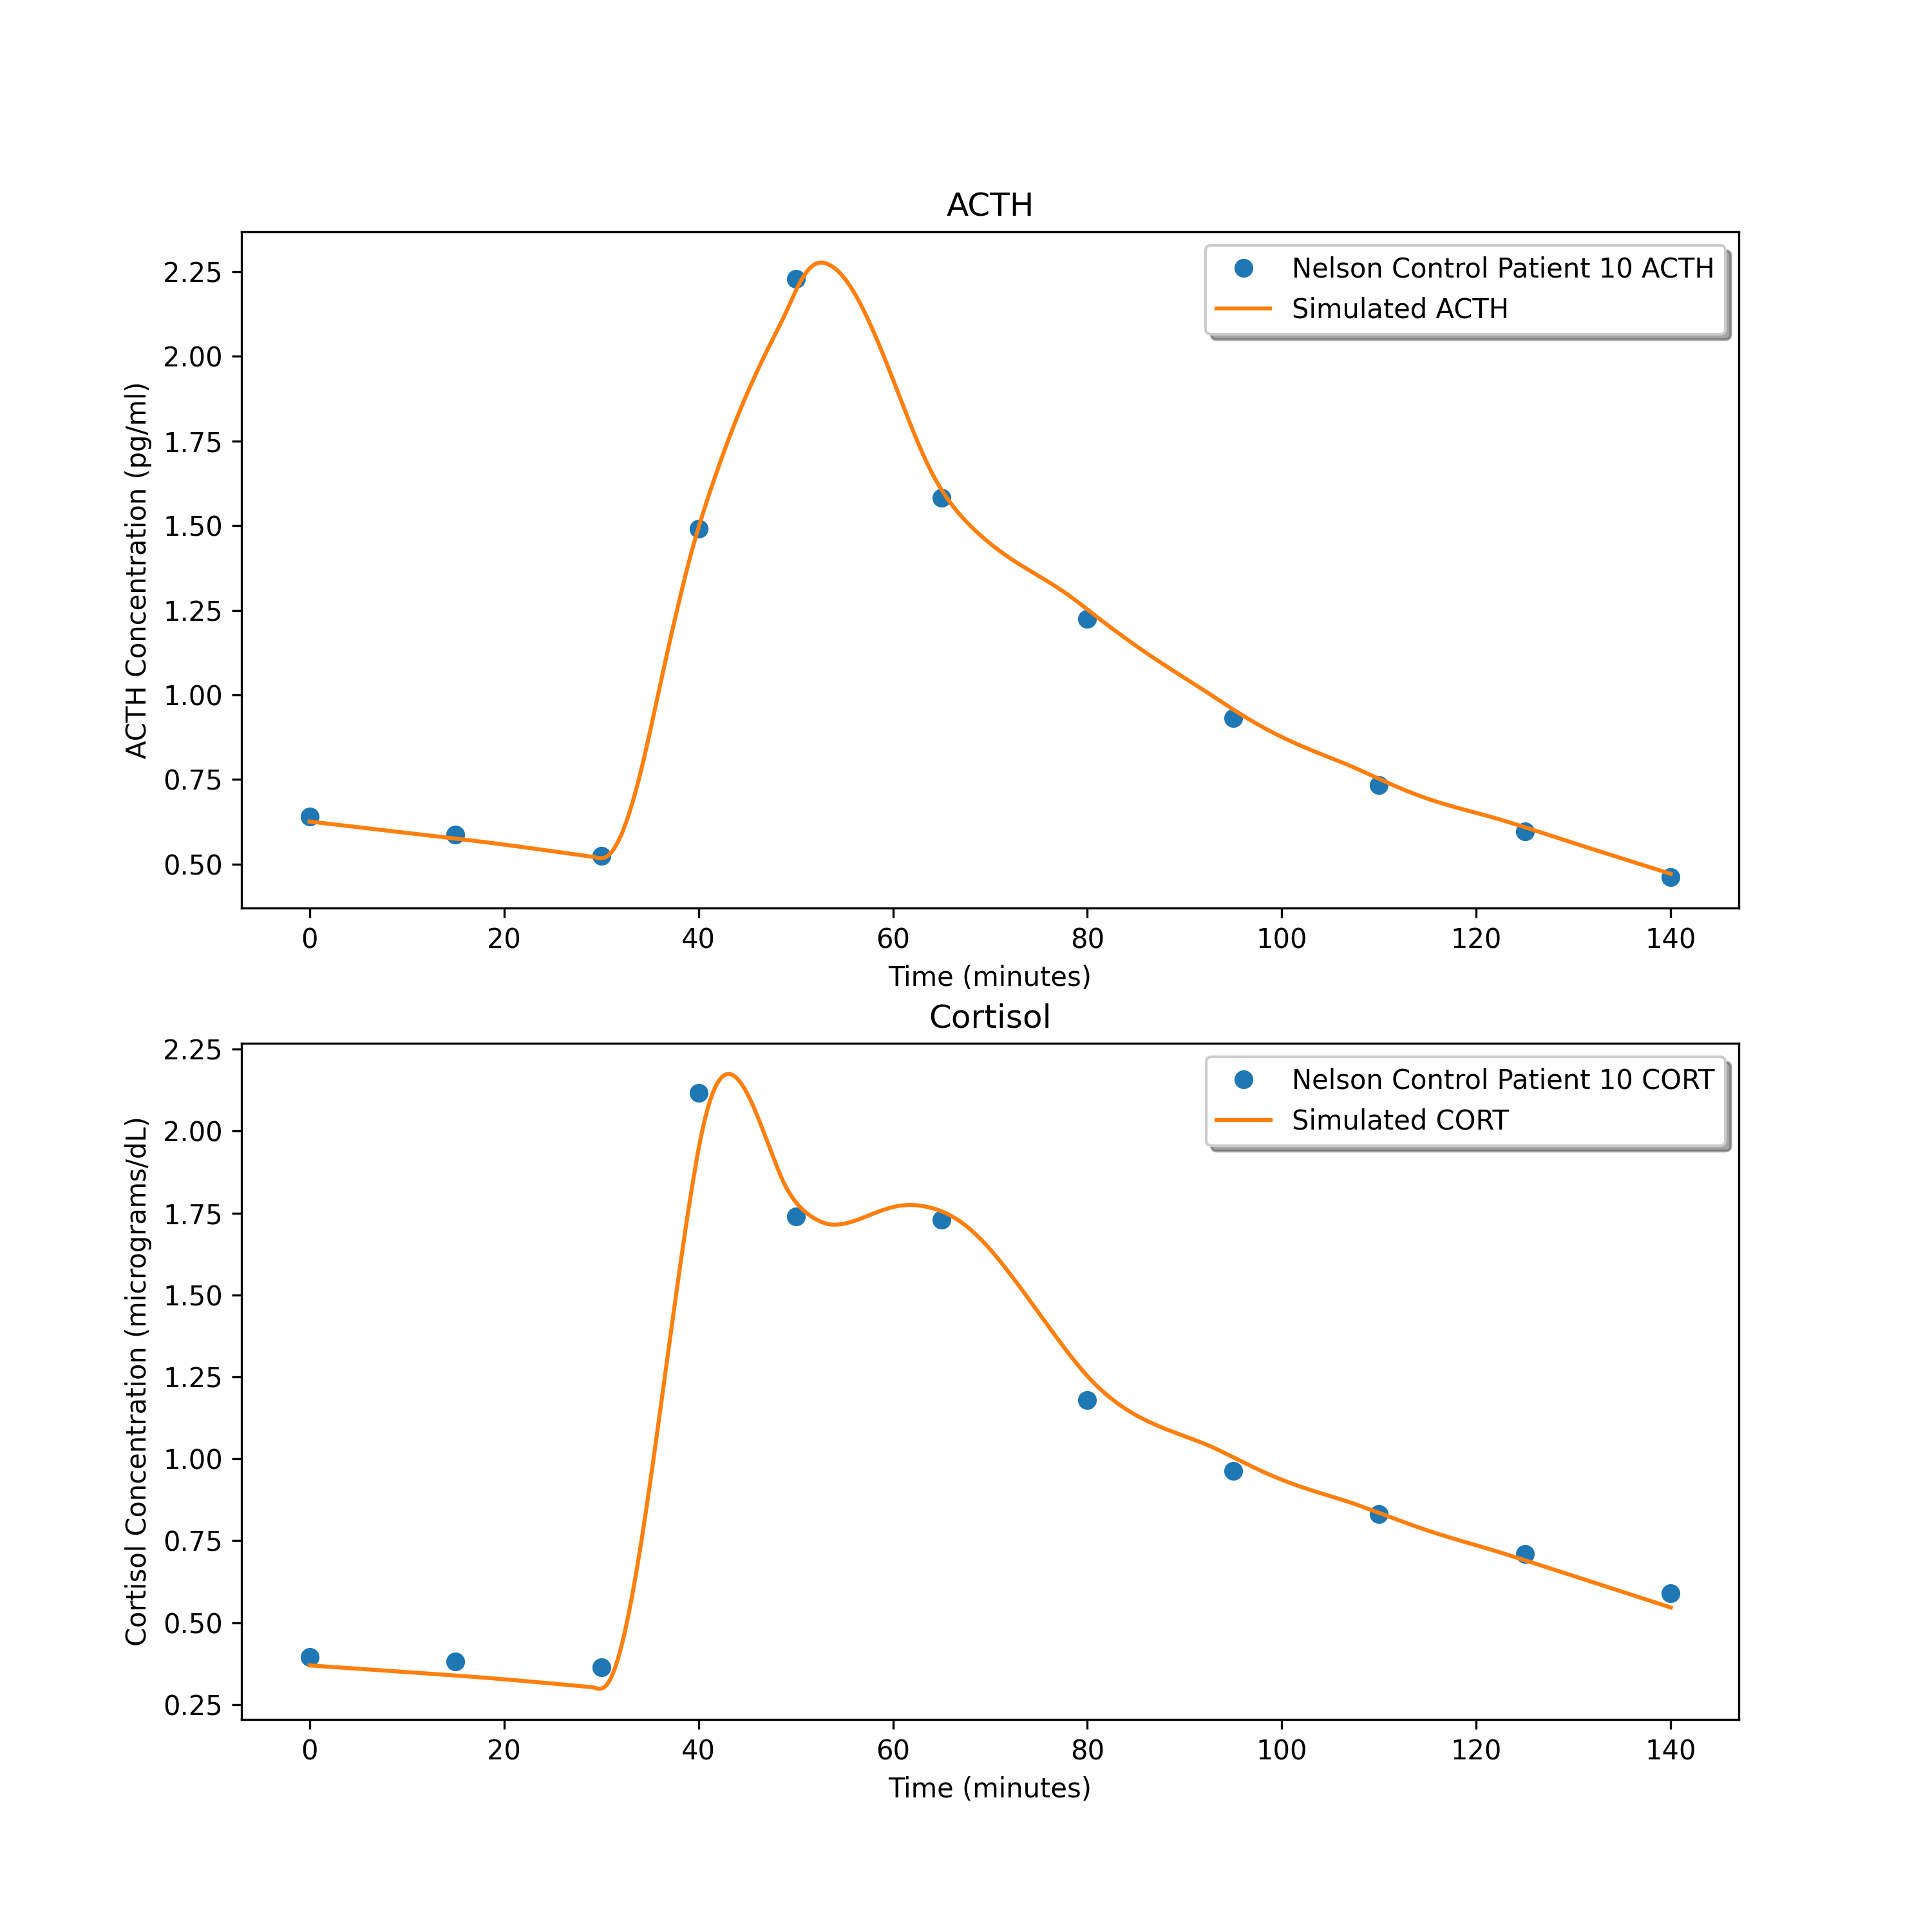 ACTH
Nelson Control Patient 10 ACTH
Simulated ACTH
ACTH Concentration (pg/ml)
2.25
2.00
1.75
1.50
1.25
1.00
0.75
0.50
0 20 40 60 80 100 120 140
Time (minutes)
Cortisol
Nelson Control Patient 10 CORT
Simulated CORT
Cortisol Concentration (micrograms/dL)
2.25
2.00
1.75
1.50
1.25
1.00
0.75
0.50
0.25
0 20 40 60 80 100 120 140
Time (minutes)